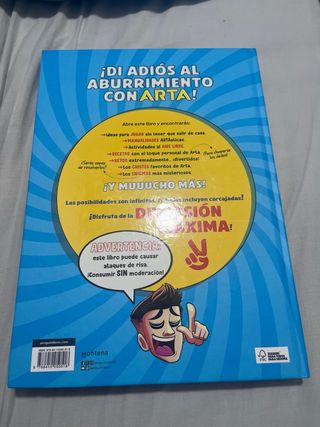 ¡DI ADIÓS AL
ABURRIMIENTO
CON ARTA!
Abre este libro y encontrarás:
→Ideas para JUGAR sin tener que salir de casa.
→MANUALIDADES ARTásticas.
→Actividades al AIRE LIBRE.
→RECETAS con el toque personal de Arta.
→RETOS extremadamente... ¡divertidos!
→Los CHISTES favoritos de Arta.
→Los ENIGMAS más misteriosos.
¡Y MUUUCHO MÁS!
Las posibilidades son infinitas, e incluyen carcajadas!
¡Disfruta de la DIVERSIÓN
MÁXIMA!
ADVERTENCIA:
este libro puede causar
ataques de risa.
¡Consumir SIN moderación!
montena
FSC